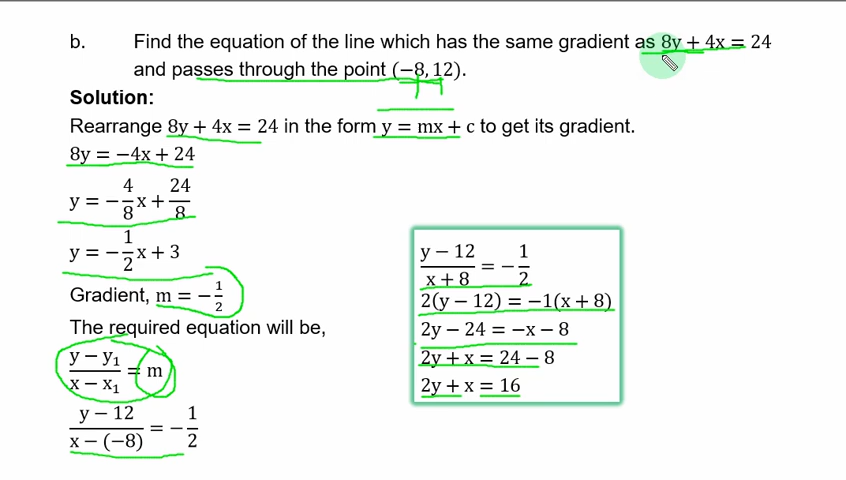 b. Find the equation of the line which has the same gradient as 8y + 4x = 24
and passes through the point (−8, 12).
Solution:
Rearrange 8y + 4x = 24 in the form y = mx + c to get its gradient.
8y = −4x + 24
y = −4/8x + 24/8
y = −1/2x + 3
Gradient, m = −1/2
The required equation will be,
y − y₁/x − x₁ = m
y − 12/x − (−8) = −1/2
y − 12/x + 8 = −1/2
2(y − 12) = −1(x + 8)
2y − 24 = −x − 8
2y + x = 24 − 8
2y + x = 16